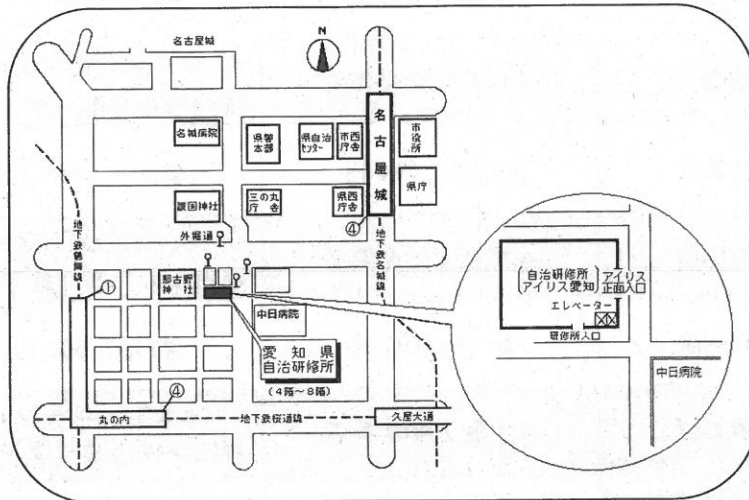 名古屋城
N
名城病院
県警
本部
県自治
センター
市西
庁舎
名古屋城
市役所
県庁
護国神社
三の丸
庁舎
県西
庁舎
④
外堀通
地下鉄鶴舞線
地下鉄名城線
①
那古野
神社
中日病院
愛知県
自治研修所
(4階～8階)
④
丸の内
地下鉄桜通線
久屋大通
自治研修所
アイリス愛知
アイリス
正面入口
エレベーター
研修所入口
中日病院